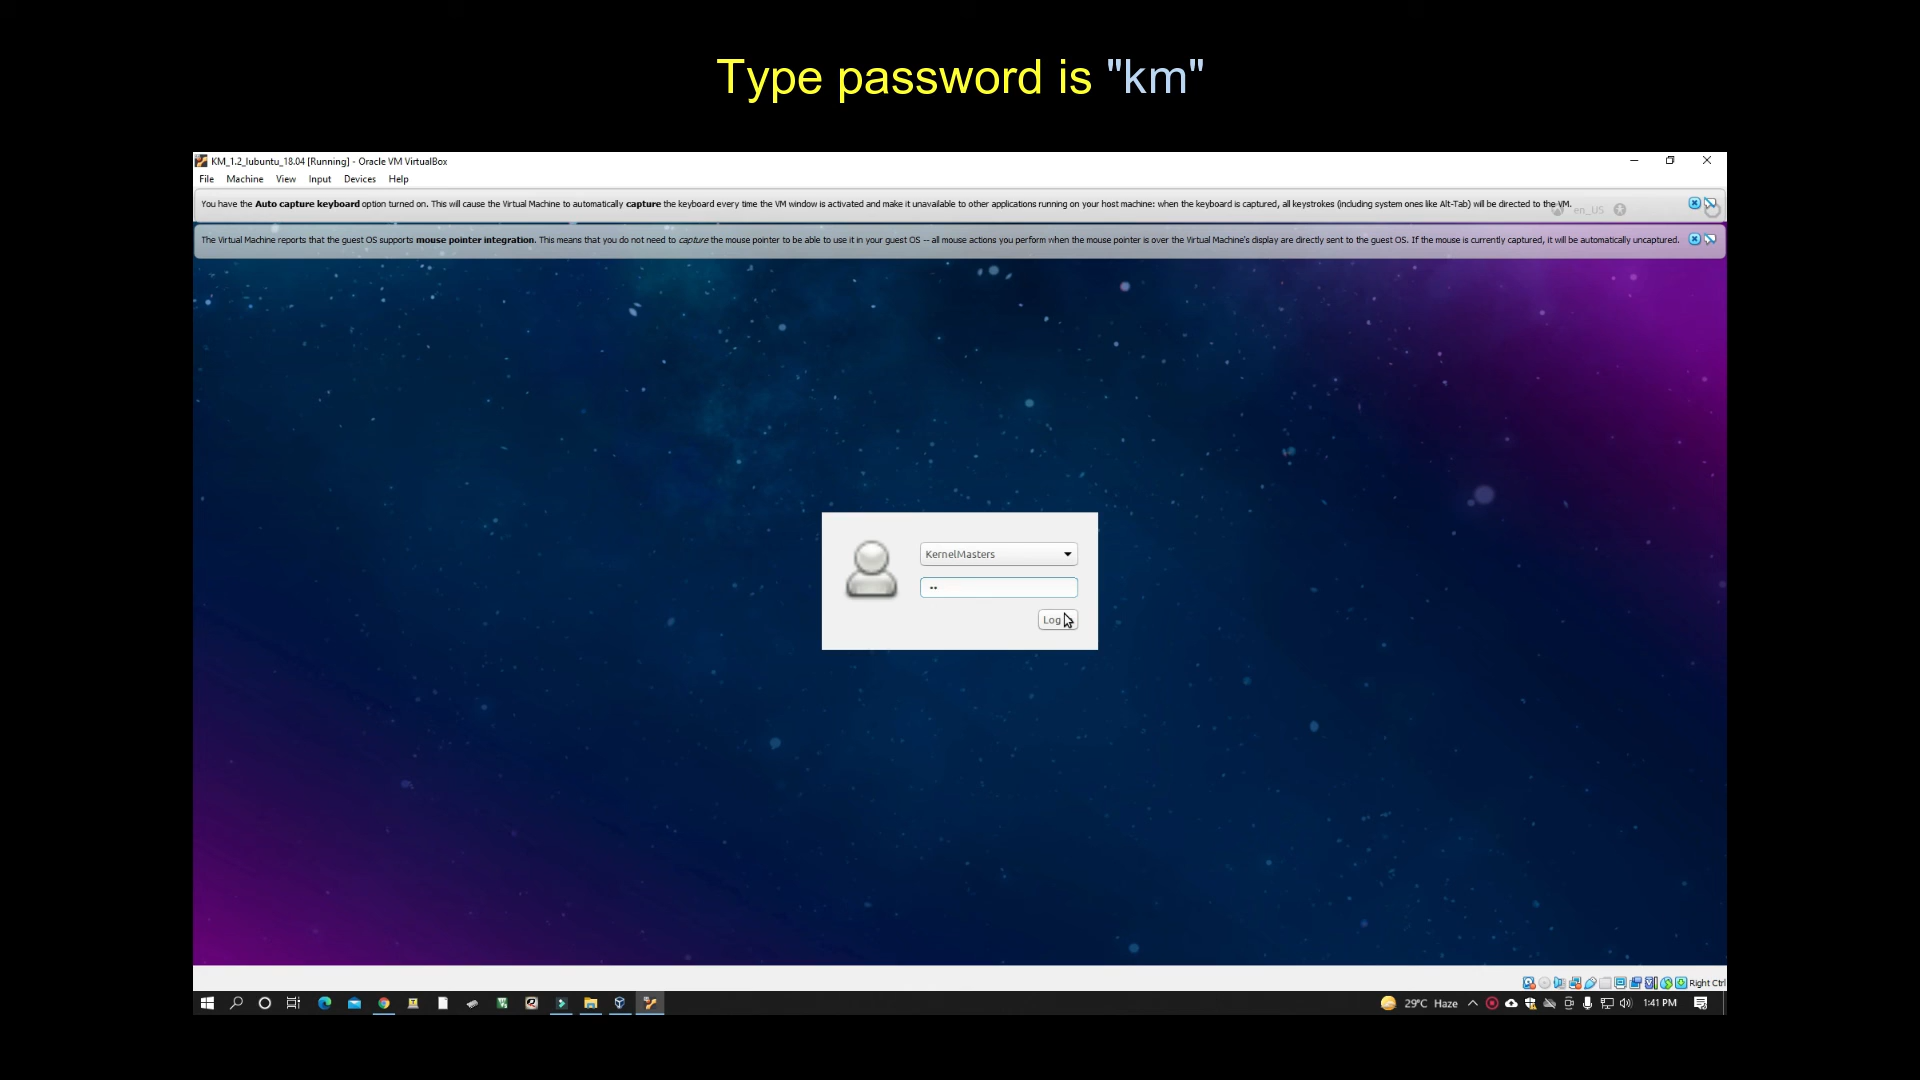 Type password is "km"
KM_1.2_lubuntu_18.04 [Running] - Oracle VM VirtualBox
File Machine View Input Devices Help
You have the Auto capture keyboard option turned on. This will cause the Virtual Machine to automatically capture the keyboard every time the VM window is activated and make it unavailable to other applications running on your host machine: when the keyboard is captured, all keystrokes (including system ones like Alt-Tab) will be directed to the VM.
en_US
The Virtual Machine reports that the guest OS supports mouse pointer integration. This means that you do not need to capture the mouse pointer to be able to use it in your guest OS -- all mouse actions you perform when the mouse pointer is over the Virtual Machine's display are directly sent to the guest OS. If the mouse is currently captured, it will be automatically uncaptured.
KernelMasters
Log
Right Ctrl
29°C Haze 1:41 PM